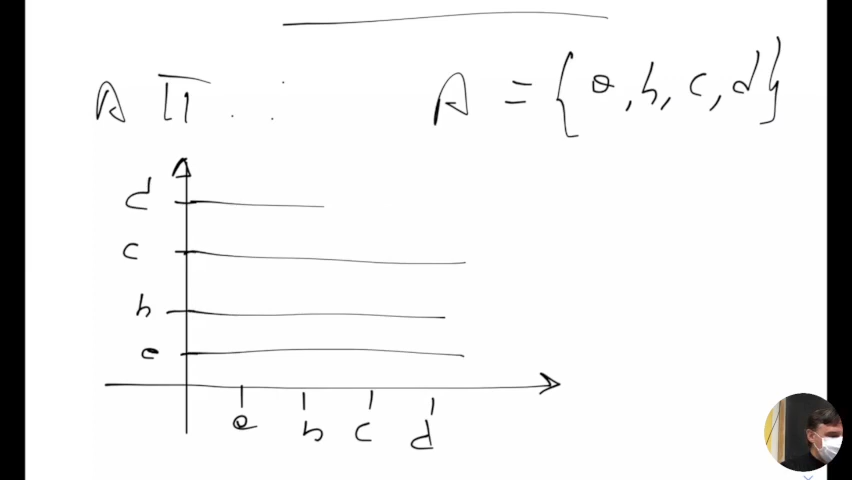 A = {a, b, c, d}
d
c
b
a
a b c d